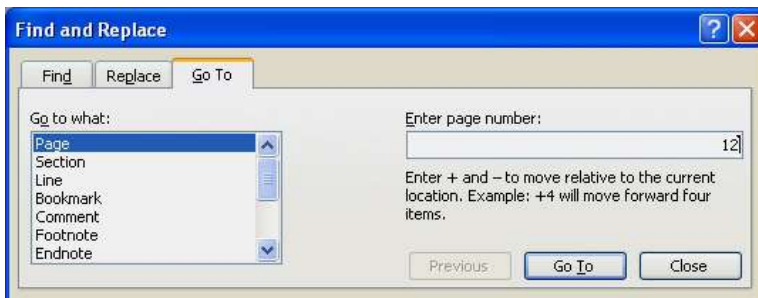 Find and Replace
Find Replace Go To
Go to what:
Page
Section
Line
Bookmark
Comment
Footnote
Endnote
Enter page number:
12
Enter + and – to move relative to the current
location. Example: +4 will move forward four
items.
Previous Go To Close